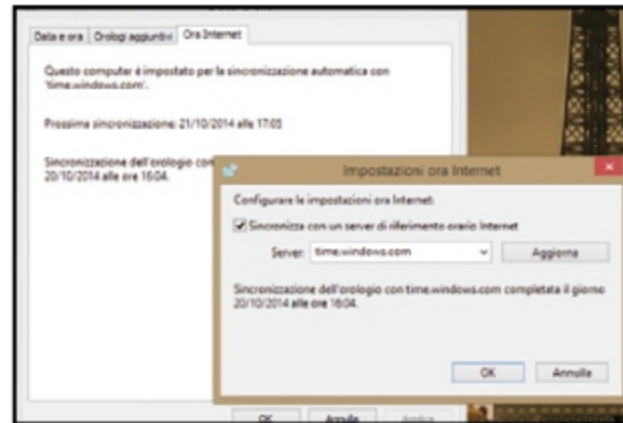 Data e ora Orologi aggiuntivi Ora Internet
Questo computer è impostato per la sincronizzazione automatica con
'time.windows.com'.
Prossima sincronizzazione: 21/10/2014 alle 17:05
Sincronizzazione dell'orologio con
20/10/2014 alle ore 16:04.
Impostazioni ora Internet
Configurare le impostazioni ora Internet:
Sincronizza con un server di riferimento orario Internet
Server: time.windows.com Aggiorna
Sincronizzazione dell'orologio con time.windows.com completata il giorno
20/10/2014 alle ore 16:04.
OK Annulla
OK Annulla Applica